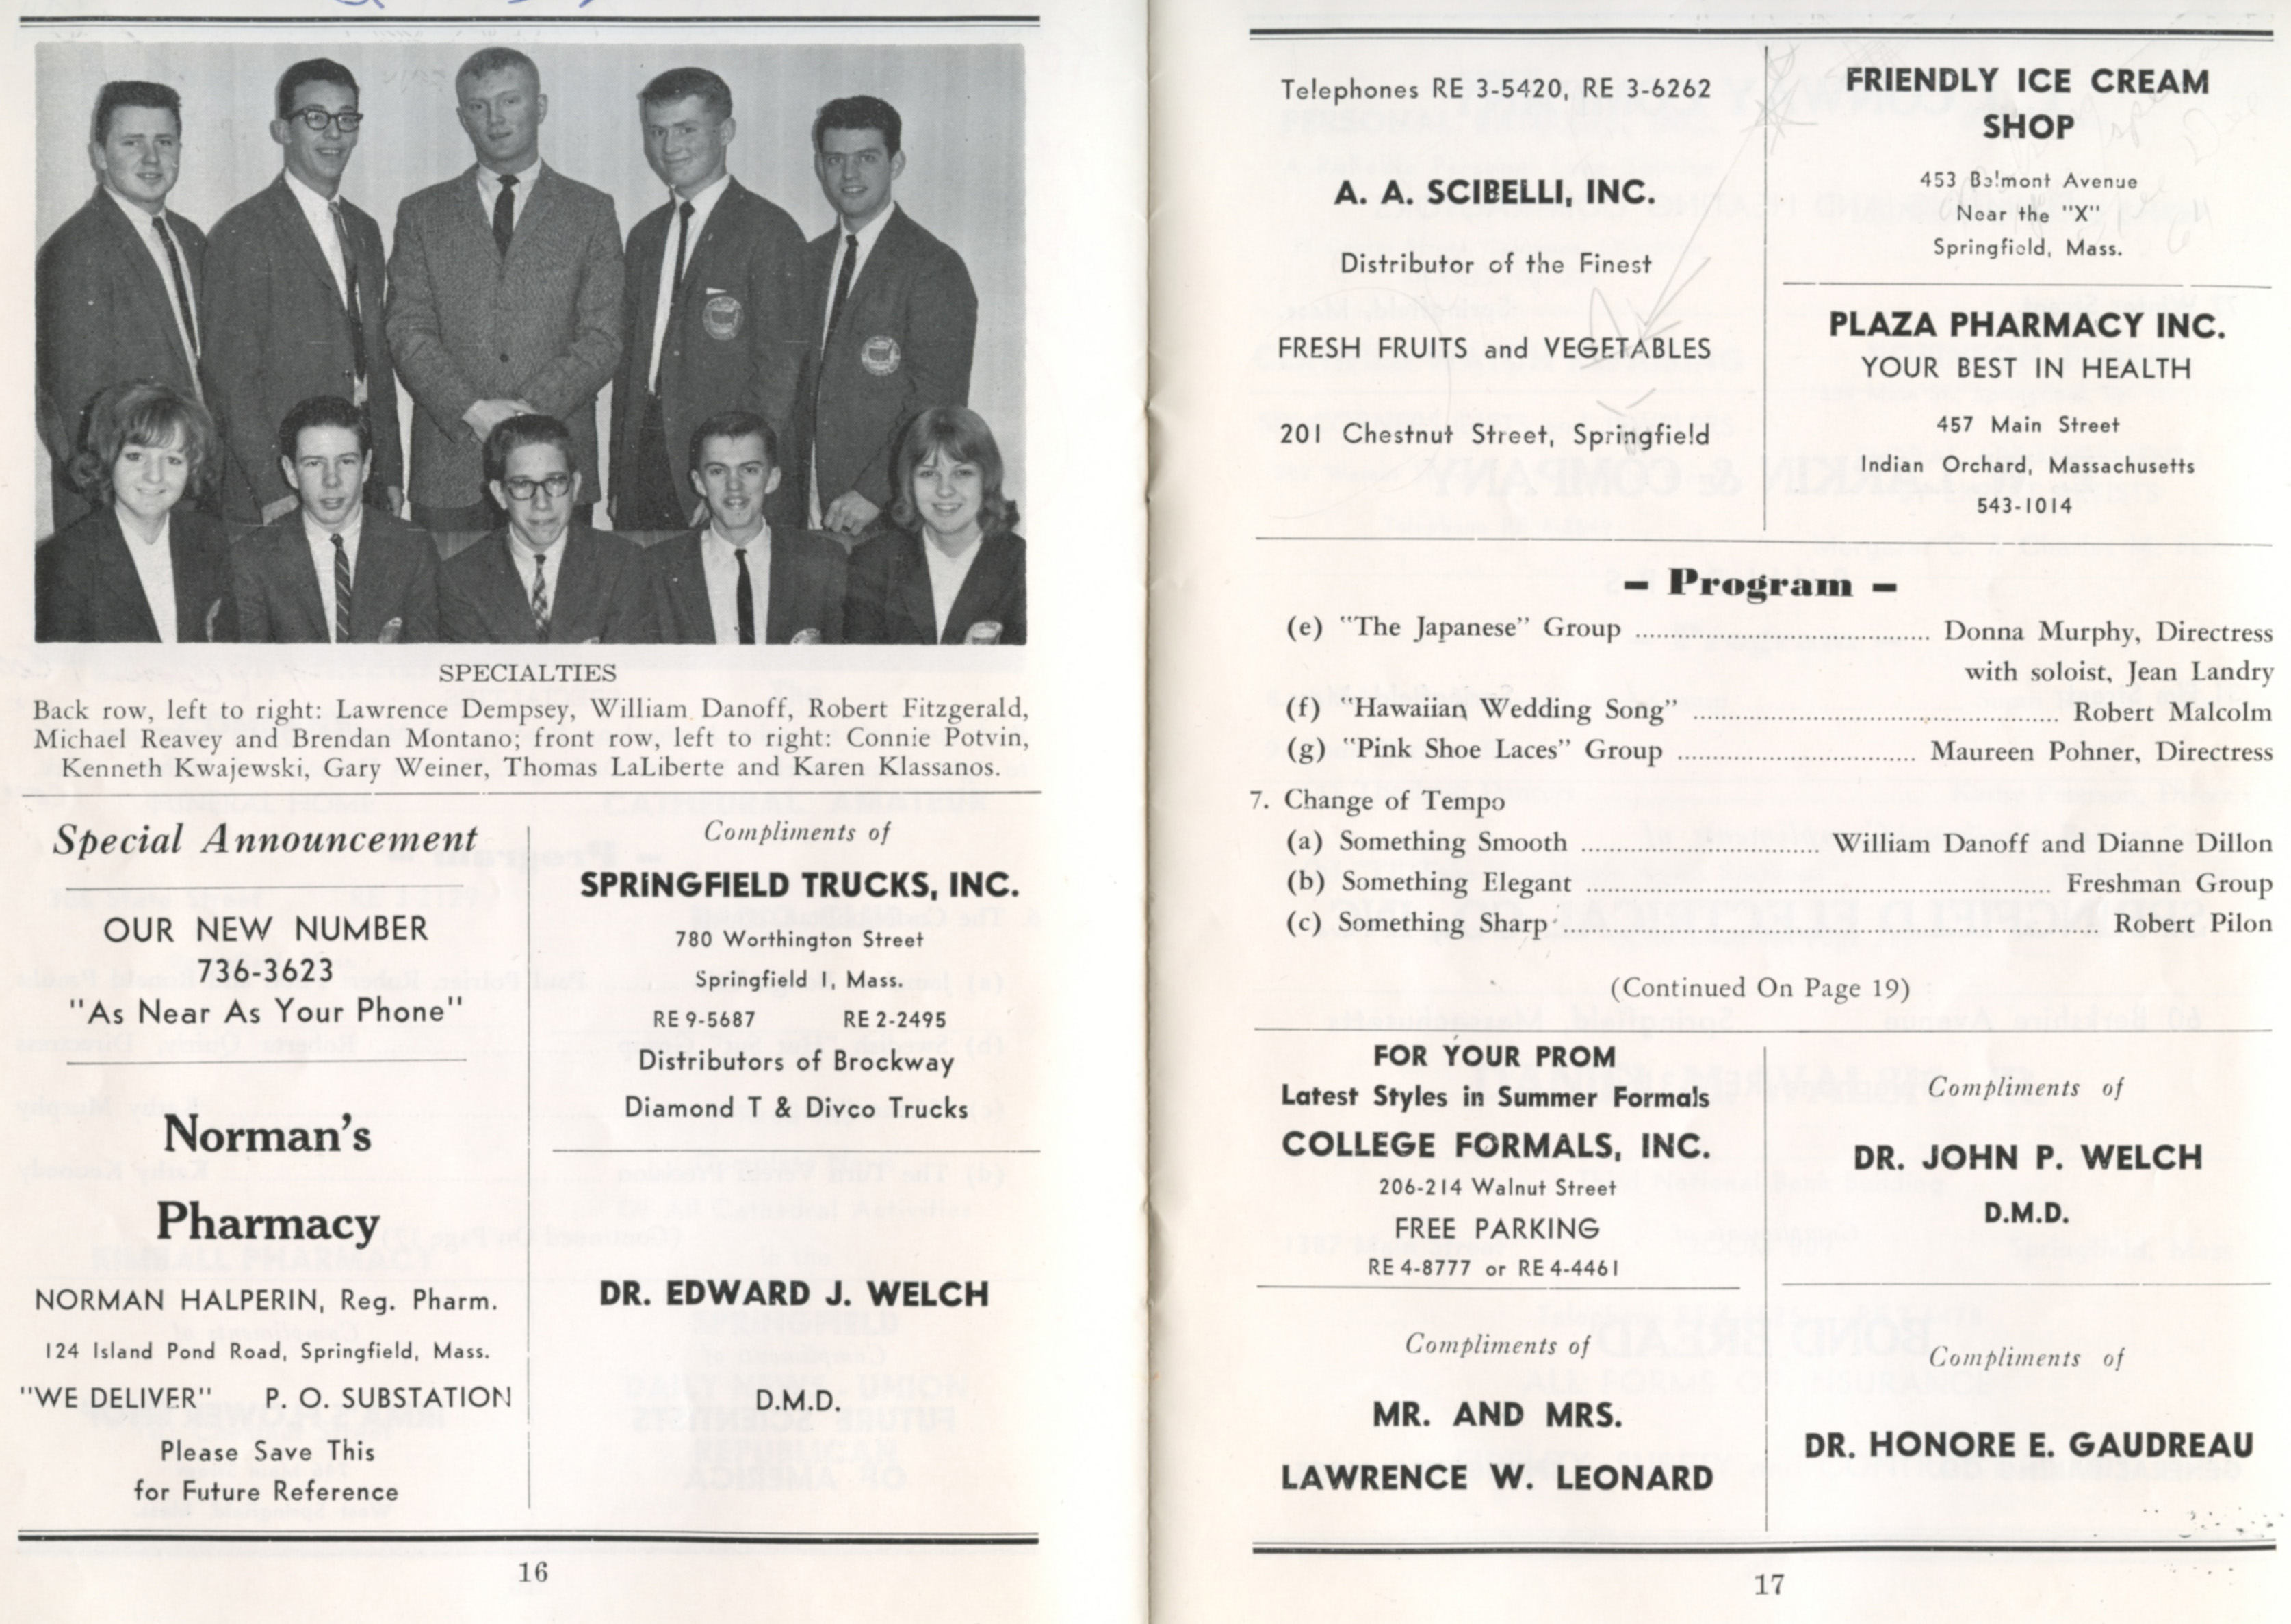 SPECIALTIES
Back row, left to right: Lawrence Dempsey, William Danoff, Robert Fitzgerald,
Michael Reavey and Brendan Montano; front row, left to right: Connie Potvin,
Kenneth Kwajewski, Gary Weiner, Thomas LaLiberte and Karen Klassanos.
Special Announcement
OUR NEW NUMBER
736-3623
"As Near As Your Phone"
Norman's
Pharmacy
NORMAN HALPERIN, Reg. Pharm.
124 Island Pond Road, Springfield, Mass.
"WE DELIVER" P. O. SUBSTATION
Please Save This
for Future Reference
Compliments of
SPRINGFIELD TRUCKS, INC.
780 Worthington Street
Springfield 1, Mass.
RE 9-5687 RE 2-2495
Distributors of Brockway
Diamond T & Divco Trucks
DR. EDWARD J. WELCH
D.M.D.
16
Telephones RE 3-5420, RE 3-6262
A. A. SCIBELLI, INC.
Distributor of the Finest
FRESH FRUITS and VEGETABLES
201 Chestnut Street, Springfield
FRIENDLY ICE CREAM
SHOP
453 Belmont Avenue
Near the "X"
Springfield, Mass.
PLAZA PHARMACY INC.
YOUR BEST IN HEALTH
457 Main Street
Indian Orchard, Massachusetts
543-1014
– Program –
(e) "The Japanese" Group ........ Donna Murphy, Directress
with soloist, Jean Landry
(f) "Hawaiian Wedding Song" ........ Robert Malcolm
(g) "Pink Shoe Laces" Group ........ Maureen Pohner, Directress
7. Change of Tempo
(a) Something Smooth ........ William Danoff and Dianne Dillon
(b) Something Elegant ........ Freshman Group
(c) Something Sharp ........ Robert Pilon
(Continued On Page 19)
FOR YOUR PROM
Latest Styles in Summer Formals
COLLEGE FORMALS, INC.
206-214 Walnut Street
FREE PARKING
RE 4-8777 or RE 4-4461
Compliments of
MR. AND MRS.
LAWRENCE W. LEONARD
Compliments of
DR. JOHN P. WELCH
D.M.D.
Compliments of
DR. HONORE E. GAUDREAU
17